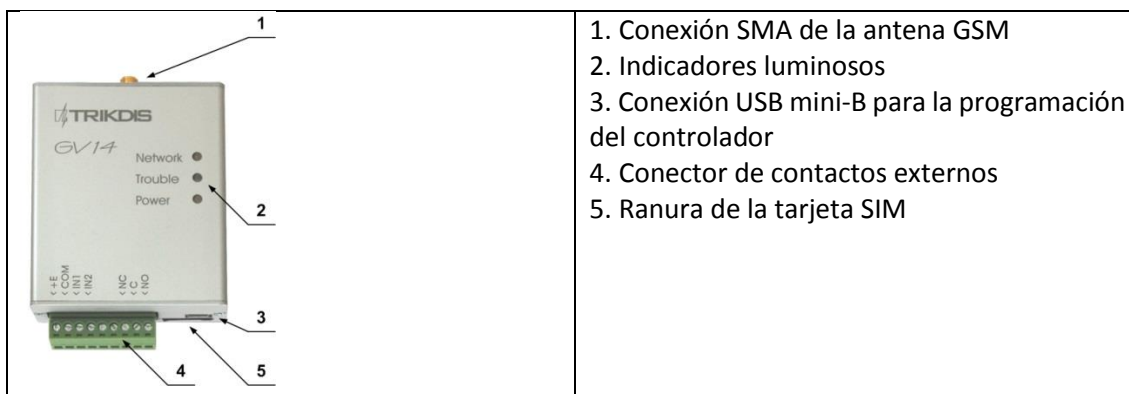 1
TRIKDIS
GV14
Network
Trouble
Power
2
< +E
< COM
< IN1
< IN2
< NC
< C
< NO
3
4
5
1. Conexión SMA de la antena GSM
2. Indicadores luminosos
3. Conexión USB mini-B para la programación
del controlador
4. Conector de contactos externos
5. Ranura de la tarjeta SIM